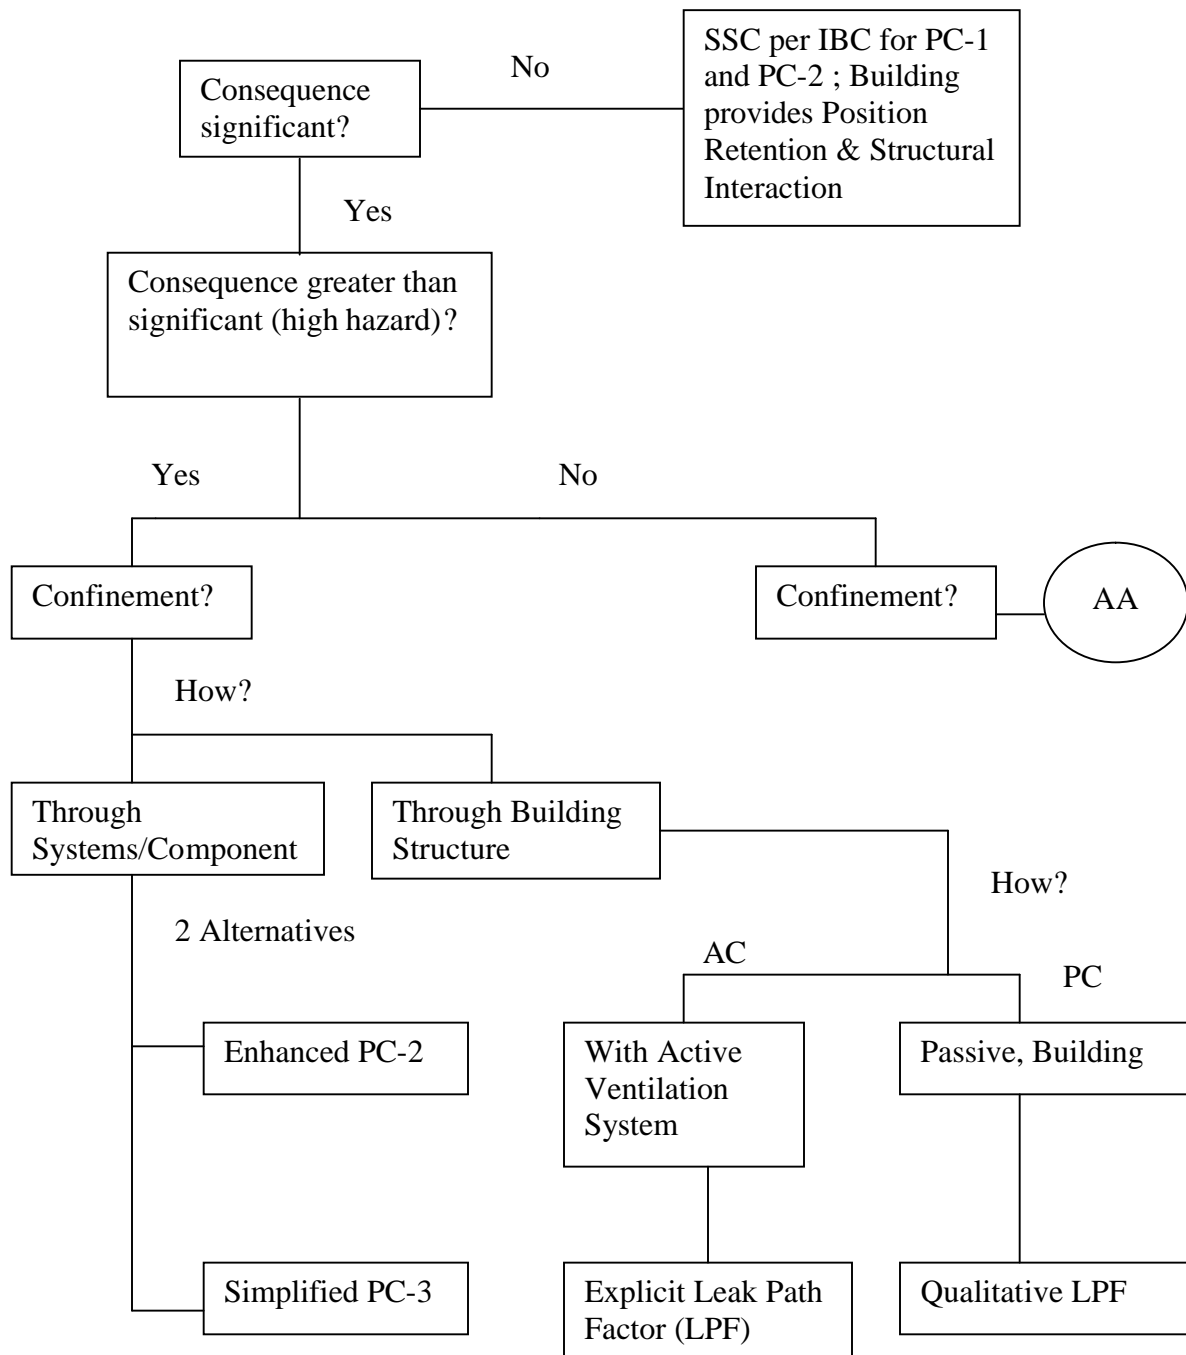 SSC per IBC for PC-1
and PC-2 ; Building
provides Position
Retention & Structural
Interaction
No
Consequence
significant?
Yes
Consequence greater than
significant (high hazard)?
Yes
No
Confinement?
Confinement?
AA
How?
Through
Systems/Component
Through Building
Structure
How?
2 Alternatives
AC
PC
Enhanced PC-2
With Active
Ventilation
System
Passive, Building
Simplified PC-3
Explicit Leak Path
Factor (LPF)
Qualitative LPF